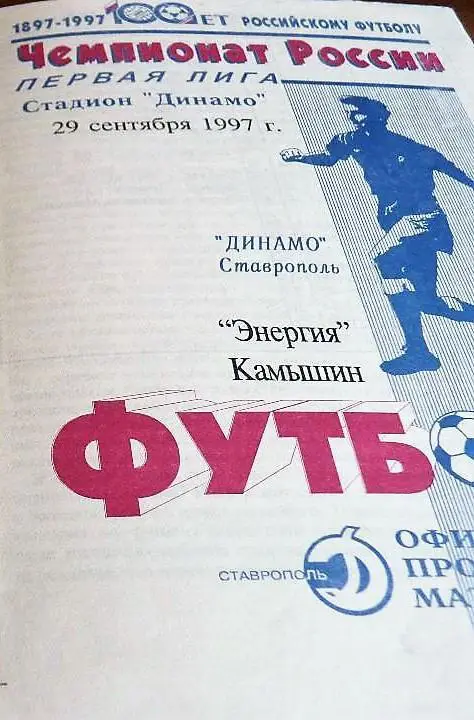 1897-1997 100 ЛЕТ РОССИЙСКОМУ ФУТБОЛУ
Чемпионат России
ПЕРВАЯ ЛИГА
Стадион "Динамо"
29 сентября 1997 г.
"ДИНАМО"
Ставрополь
"Энергия"
Камышин
ФУТБ
СТАВРОПОЛЬ
Д
ОФИ
ПРО
МАТ